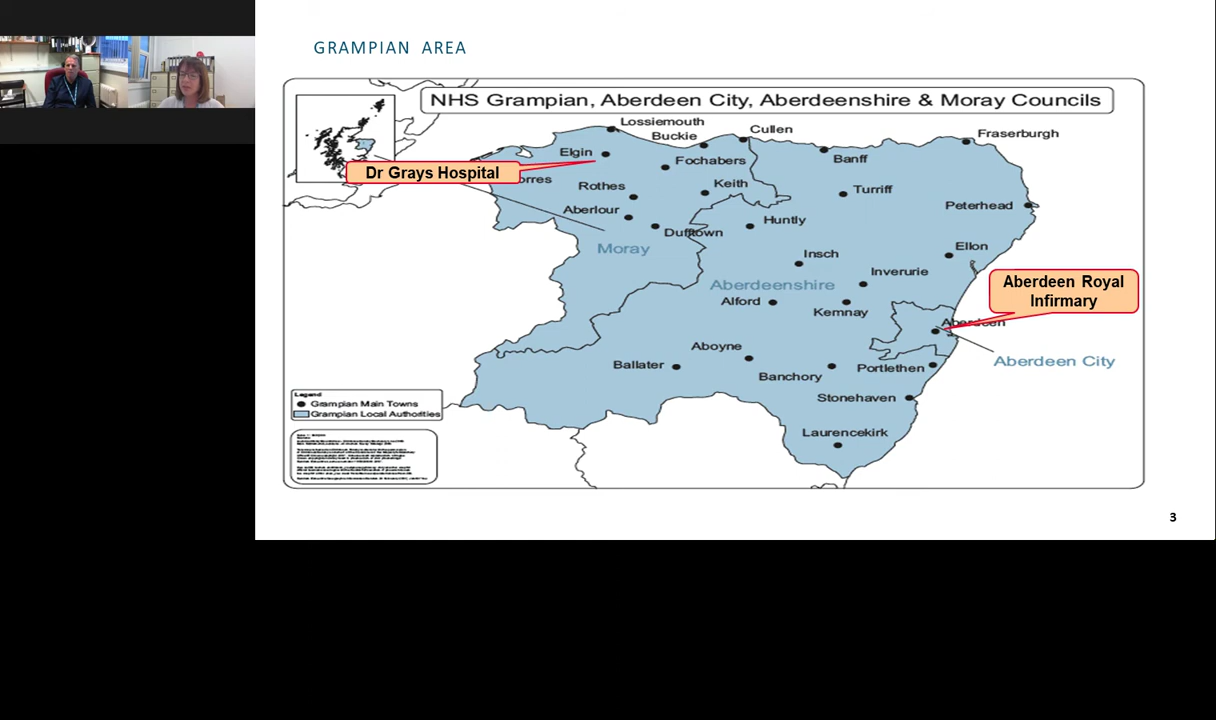 GRAMPIAN AREA
NHS Grampian, Aberdeen City, Aberdeenshire & Moray Councils
Lossiemouth
Buckie
Cullen
Fraserburgh
Elgin
Banff
Dr Grays Hospital
Fochabers
orres
Rothes
Keith
Turriff
Aberlour
Peterhead
Dufftown
Huntly
Moray
Ellon
Insch
Inverurie
Aberdeenshire
Aberdeen Royal
Infirmary
Alford
Kemnay
Aberdeen
Aboyne
Aberdeen City
Ballater
Banchory
Portlethen
Legend
Grampian Main Towns
Grampian Local Authorities
Stonehaven
Laurencekirk
3